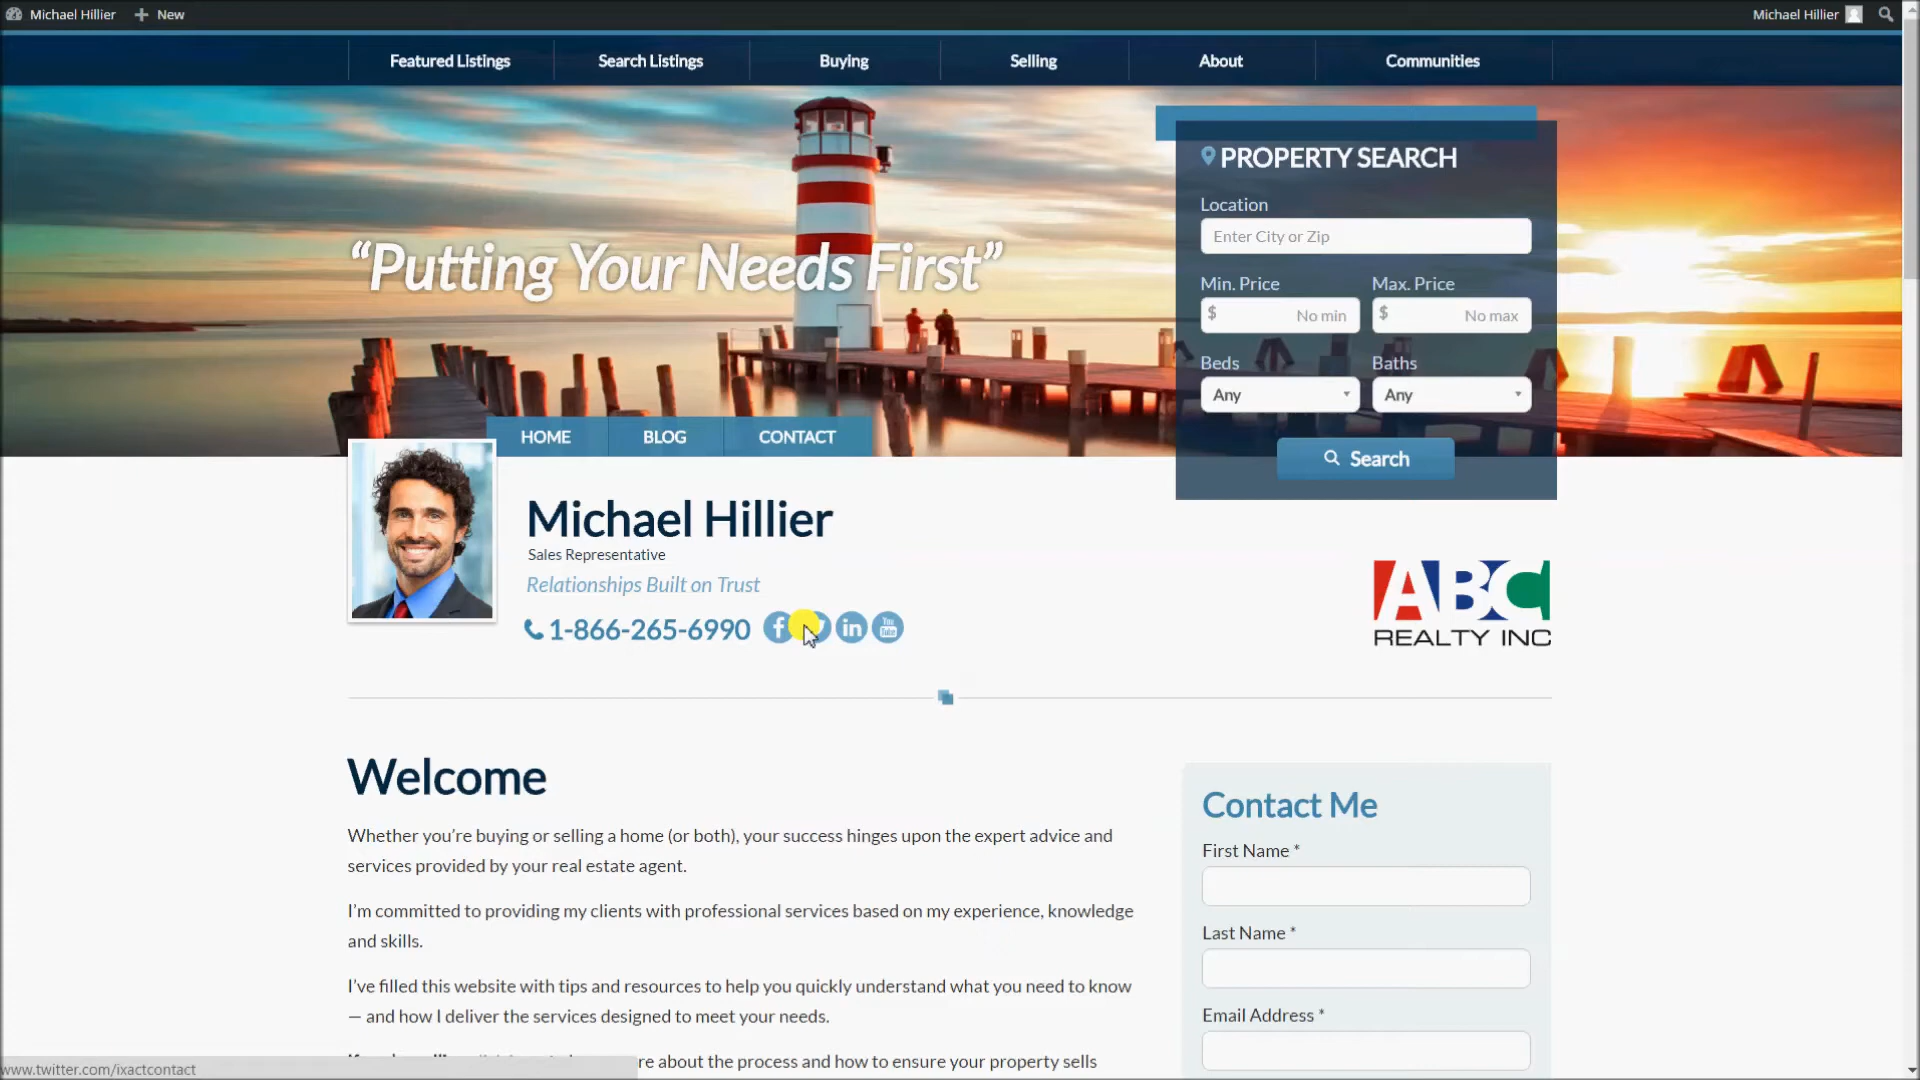 Michael Hillier
New
Michael Hillier
Featured Listings
Search Listings
Buying
Selling
About
Communities
“Putting Your Needs First”
PROPERTY SEARCH
Location
Enter City or Zip
Min. Price
Max. Price
$ No min
$ No max
Beds
Baths
Any
Any
Search
HOME
BLOG
CONTACT
Michael Hillier
Sales Representative
Relationships Built on Trust
1-866-265-6990
f
in
You
Tube
ABC
REALTY INC
Welcome
Whether you’re buying or selling a home (or both), your success hinges upon the expert advice and
services provided by your real estate agent.
I’m committed to providing my clients with professional services based on my experience, knowledge
and skills.
I’ve filled this website with tips and resources to help you quickly understand what you need to know
— and how I deliver the services designed to meet your needs.
about the process and how to ensure your property sells
Contact Me
First Name *
Last Name *
Email Address *
www.twitter.com/ixactcontact